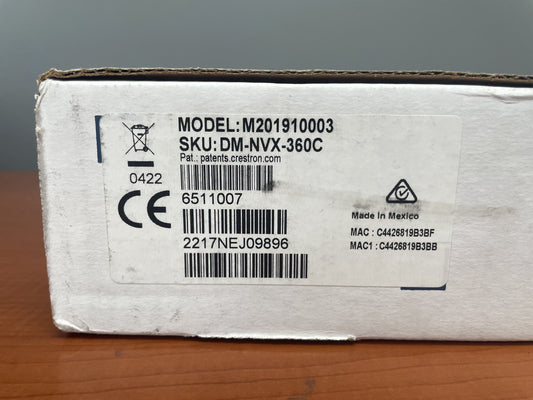 MODEL: M201910003
SKU: DM-NVX-360C
Pat.: patents.crestron.com
0422
6511007
CE
2217NEJ09896
Made in Mexico
MAC : C4426819B3BF
MAC1 : C4426819B3BB